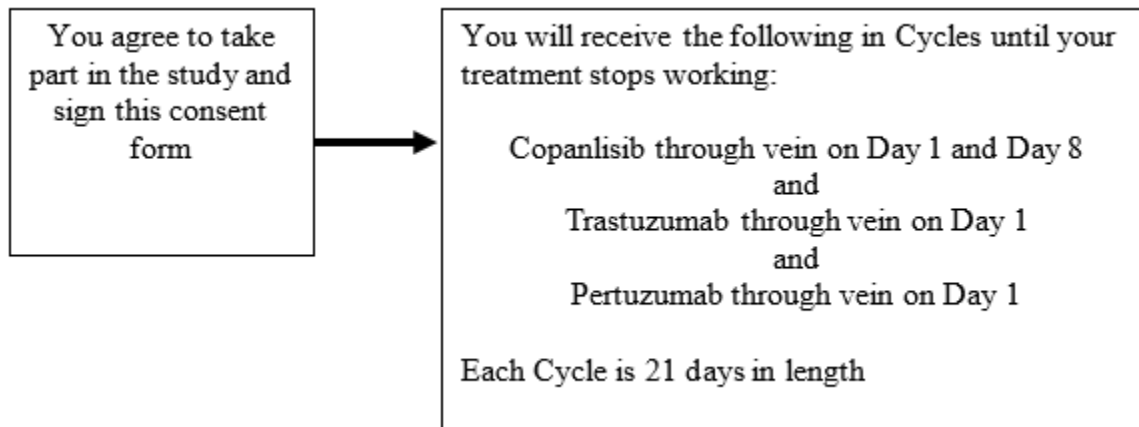 You agree to take
part in the study and
sign this consent
form
You will receive the following in Cycles until your
treatment stops working:
Copanlisib through vein on Day 1 and Day 8
and
Trastuzumab through vein on Day 1
and
Pertuzumab through vein on Day 1
Each Cycle is 21 days in length